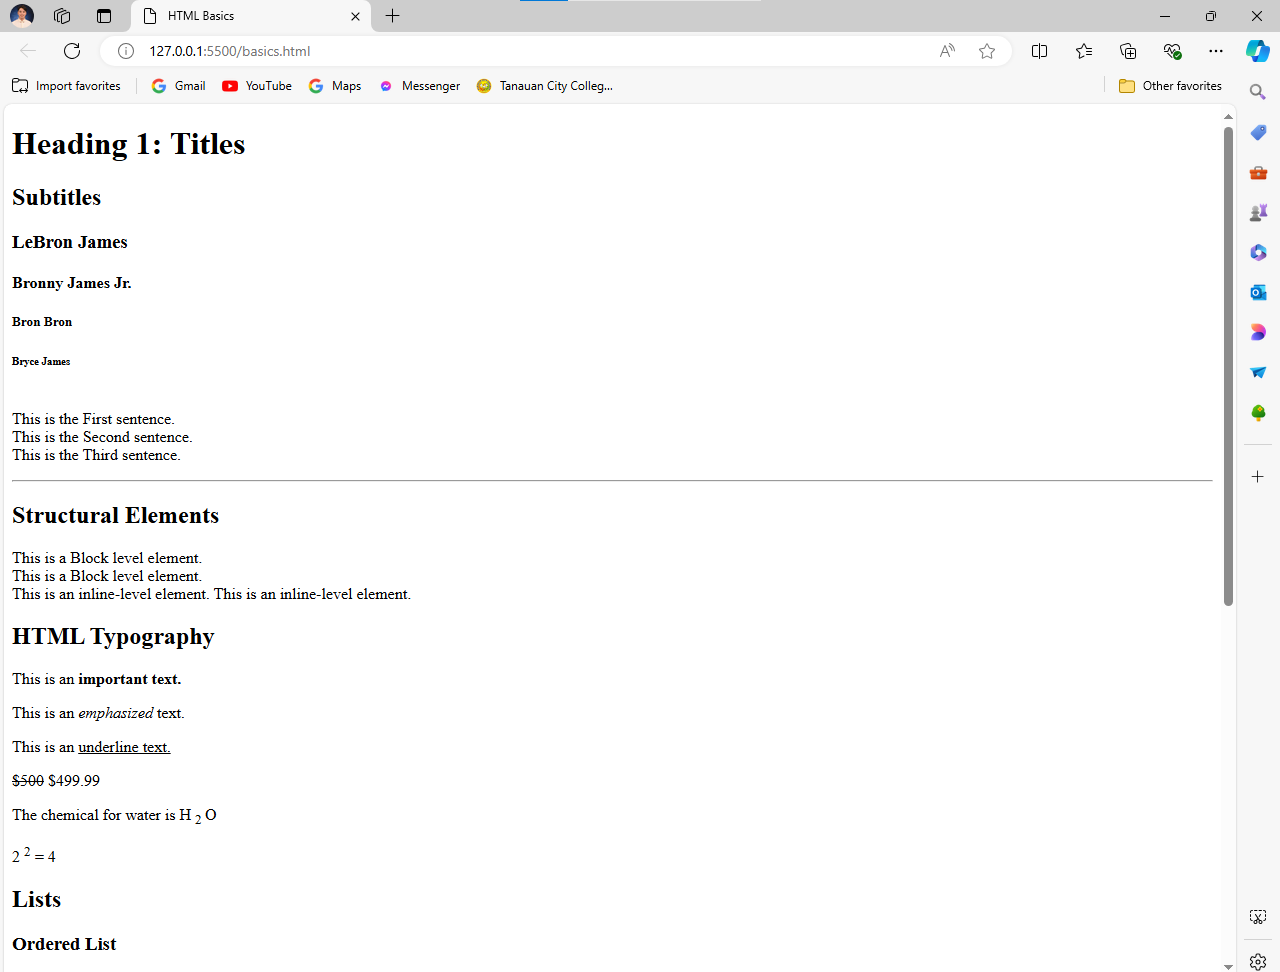 HTML Basics
127.0.0.1:5500/basics.html
Import favorites Gmail YouTube Maps Messenger Tanauan City Colleg... Other favorites
Heading 1: Titles
Subtitles
LeBron James
Bronny James Jr.
Bron Bron
Bryce James
This is the First sentence.
This is the Second sentence.
This is the Third sentence.
Structural Elements
This is a Block level element.
This is a Block level element.
This is an inline-level element. This is an inline-level element.
HTML Typography
This is an important text.
This is an emphasized text.
This is an underline text.
$500 $499.99
The chemical for water is H 2 O
2 2 = 4
Lists
Ordered List